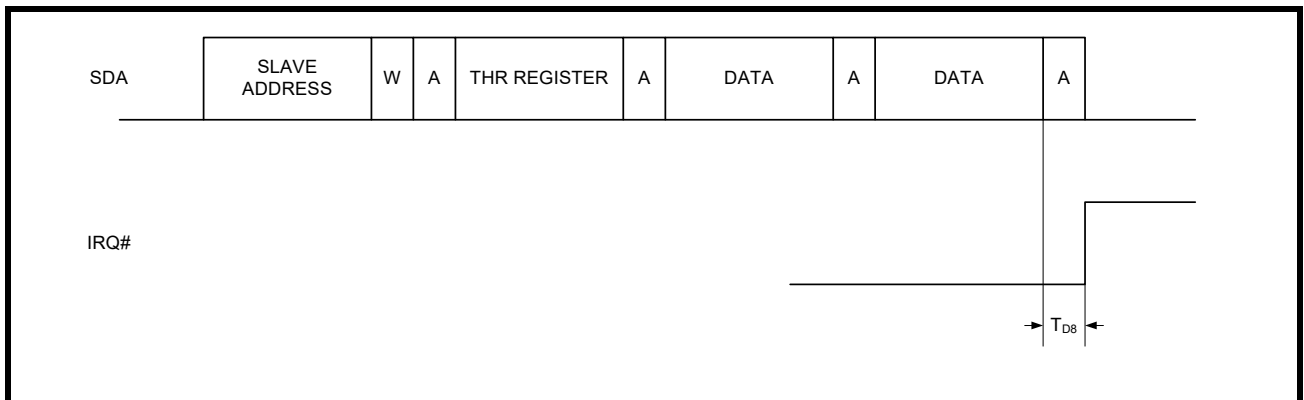 SDA
SLAVE
ADDRESS
W
A
THR REGISTER
A
DATA
A
DATA
A
IRQ#
TD8